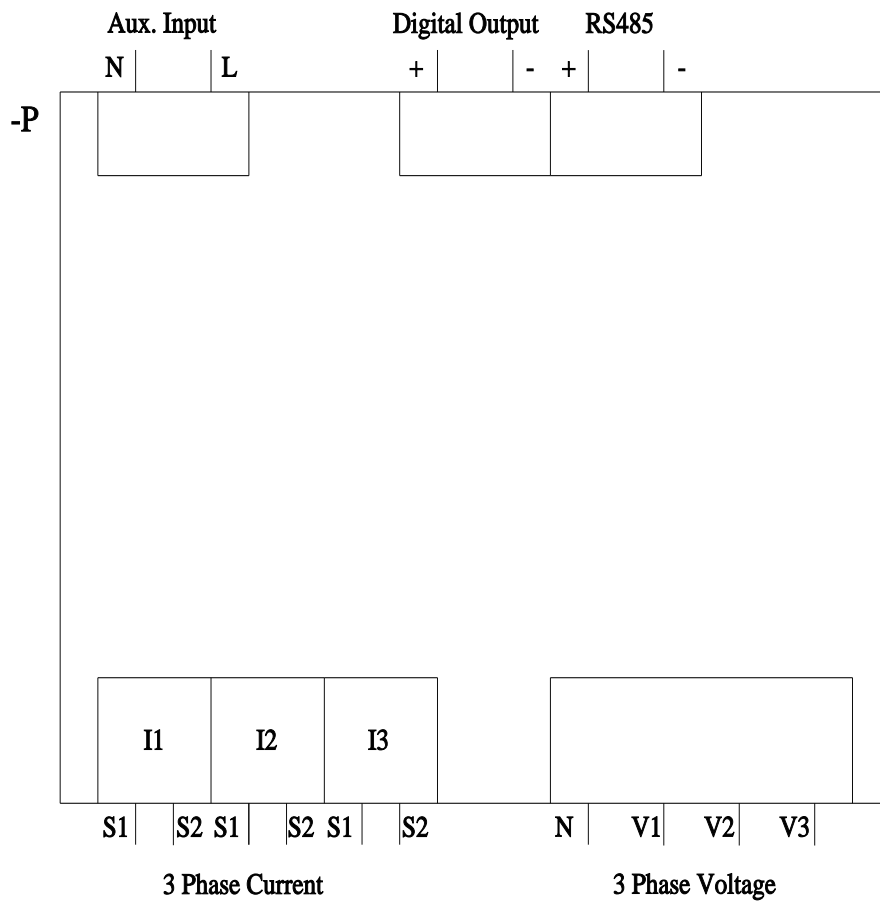 Aux. Input Digital Output RS485
N L + - + -
-P
I1 I2 I3
S1 S2 S1 S2 S1 S2 N V1 V2 V3
3 Phase Current 3 Phase Voltage